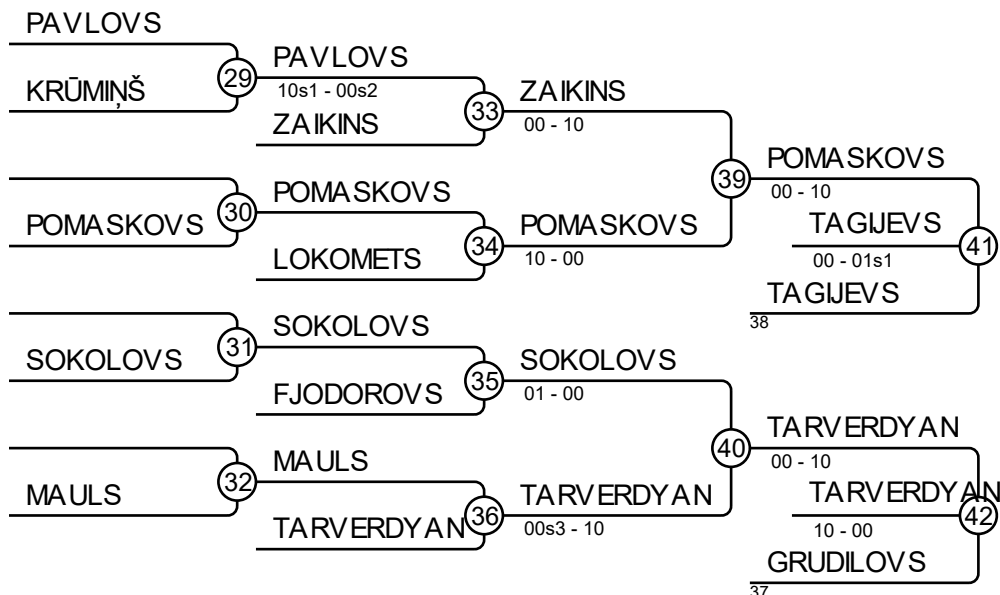 PAVLOVS
KRŪMIŅŠ
29
PAVLOVS
10s1 - 00s2
ZAIKINS
33
ZAIKINS
00 - 10
POMASKOVS
30
POMASKOVS
LOKOMETS
34
POMASKOVS
10 - 00
39
POMASKOVS
00 - 10
TAGIJEVS
00 - 01s1
41
TAGIJEVS
38
SOKOLOVS
31
SOKOLOVS
FJODOROVS
35
SOKOLOVS
01 - 00
MAULS
32
MAULS
TARVERDYAN
36
TARVERDYAN
00s3 - 10
40
TARVERDYAN
00 - 10
TARVERDYAN
10 - 00
42
GRUDILOVS
37